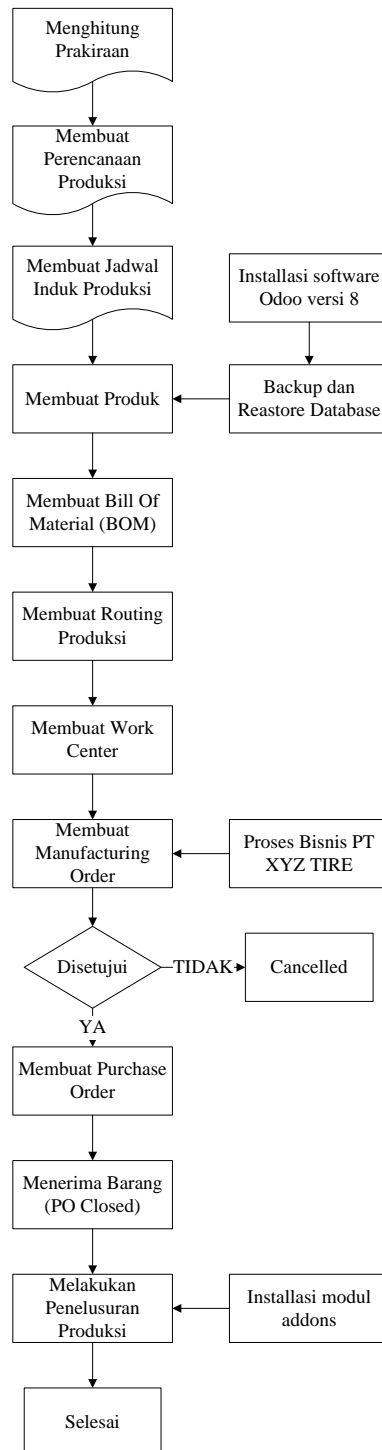 Menghitung
Prakiraan
Membuat
Perencanaan
Produksi
Membuat Jadwal
Induk Produksi
Installasi software
Odoo versi 8
Membuat Produk
Backup dan
Reastore Database
Membuat Bill Of
Material (BOM)
Membuat Routing
Produksi
Membuat Work
Center
Membuat
Manufacturing
Order
Proses Bisnis PT
XYZ TIRE
Disetujui
TIDAK
Cancelled
YA
Membuat Purchase
Order
Menerima Barang
(PO Closed)
Melakukan
Penelusuran
Produksi
Installasi modul
addons
Selesai